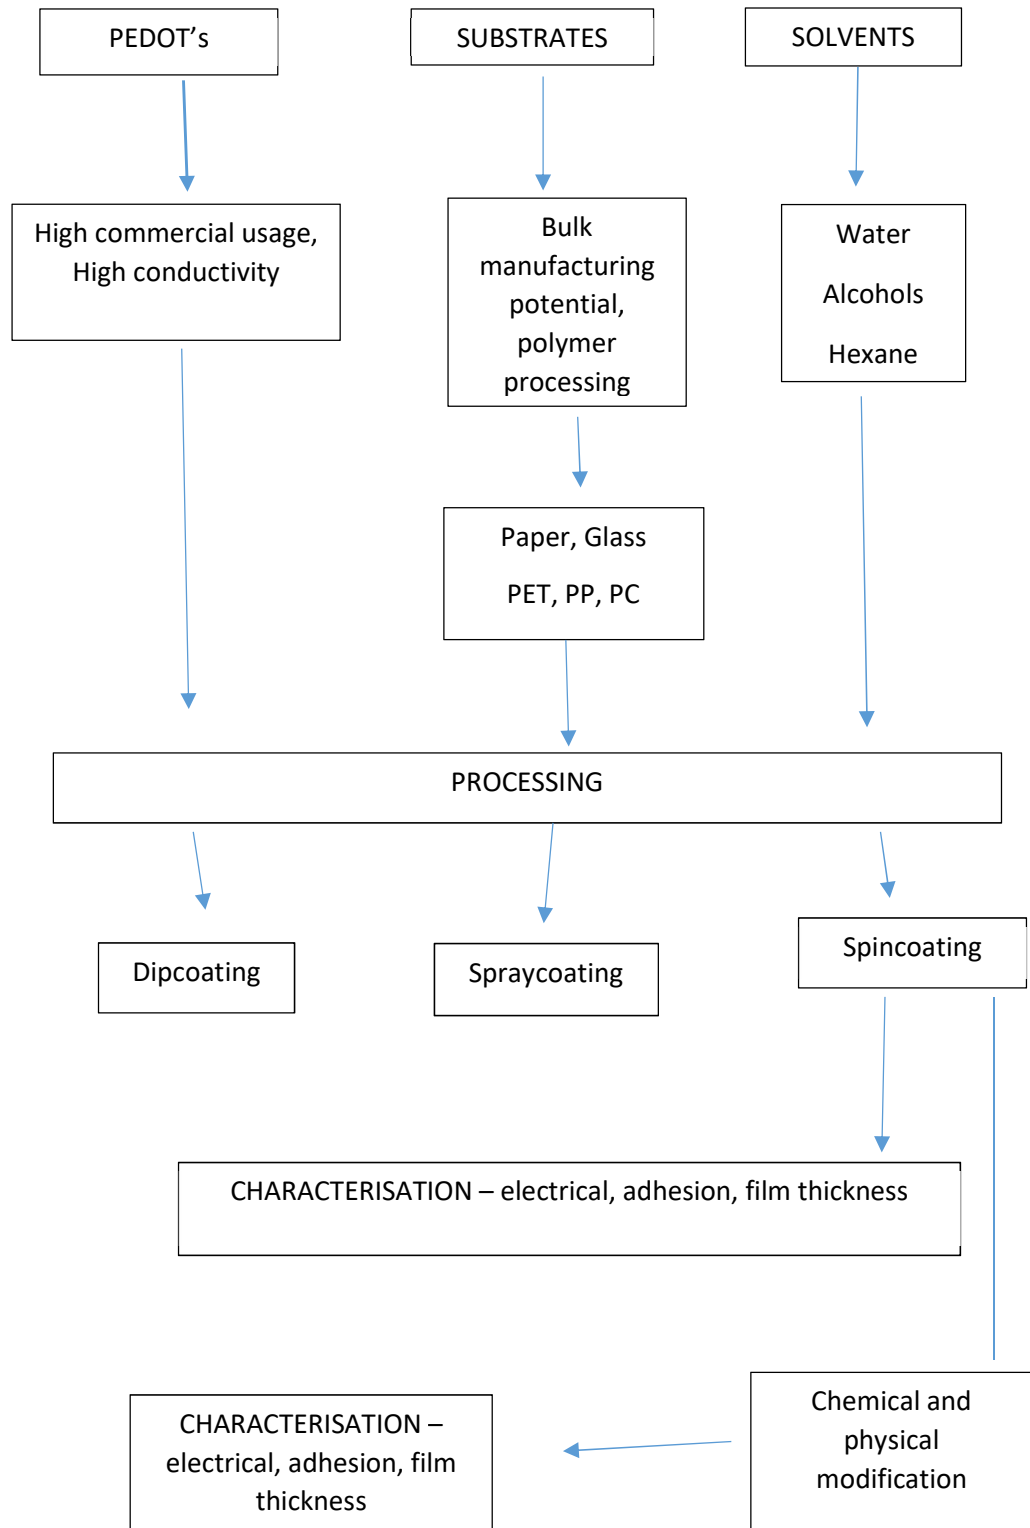 PEDOT’s
SUBSTRATES
SOLVENTS
High commercial usage,
High conductivity
Bulk
manufacturing
potential,
polymer
processing
Water
Alcohols
Hexane
Paper, Glass
PET, PP, PC
PROCESSING
Dipcoating
Spraycoating
Spincoating
CHARACTERISATION – electrical, adhesion, film thickness
CHARACTERISATION –
electrical, adhesion, film
thickness
Chemical and
physical
modification